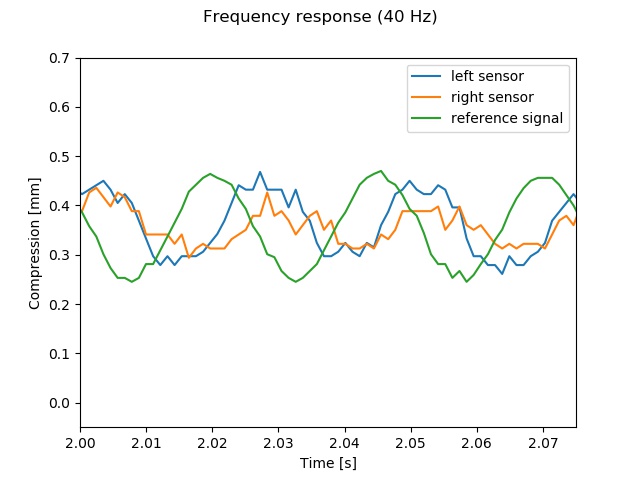 Frequency response (40 Hz)
0.7
0.6
0.5
0.4
0.3
0.2
0.1
0.0
Compression [mm]
left sensor
right sensor
reference signal
2.00 2.01 2.02 2.03 2.04 2.05 2.06 2.07
Time [s]